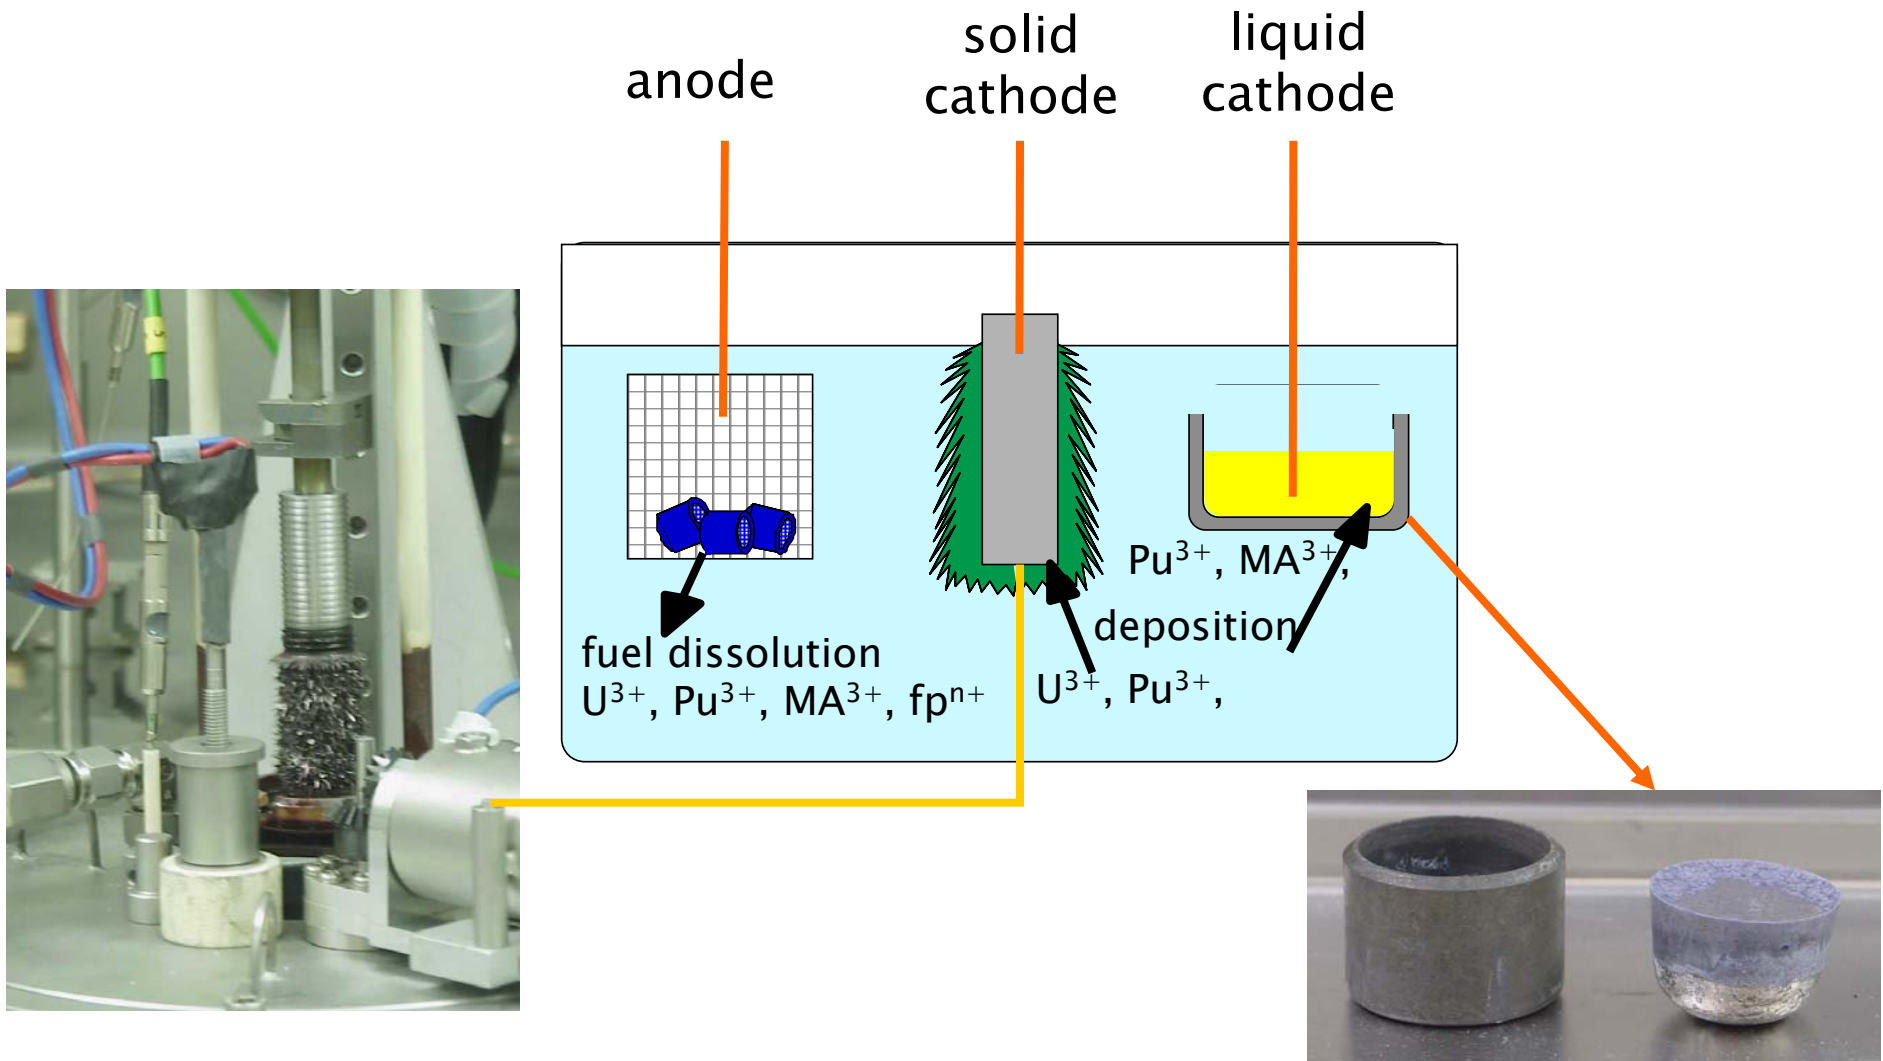 anode
solid
cathode
liquid
cathode
Pu³⁺, MA³⁺,
deposition
fuel dissolution
U³⁺, Pu³⁺, MA³⁺, fpⁿ⁺
U³⁺, Pu³⁺,